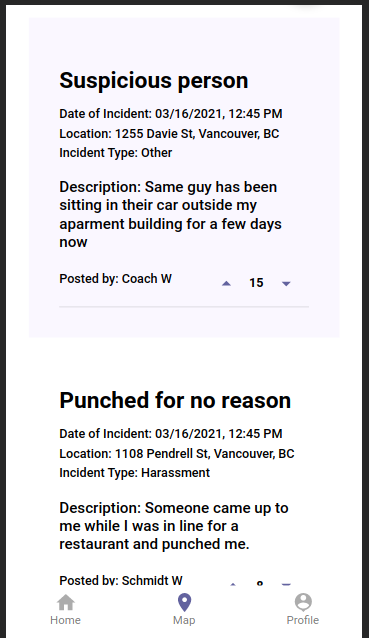 Suspicious person
Date of Incident: 03/16/2021, 12:45 PM
Location: 1255 Davie St, Vancouver, BC
Incident Type: Other
Description: Same guy has been
sitting in their car outside my
aparment building for a few days
now
Posted by: Coach W
15
Punched for no reason
Date of Incident: 03/16/2021, 12:45 PM
Location: 1108 Pendrell St, Vancouver, BC
Incident Type: Harassment
Description: Someone came up to
me while I was in line for a
restaurant and punched me.
Posted by: Schmidt W
Home Map Profile